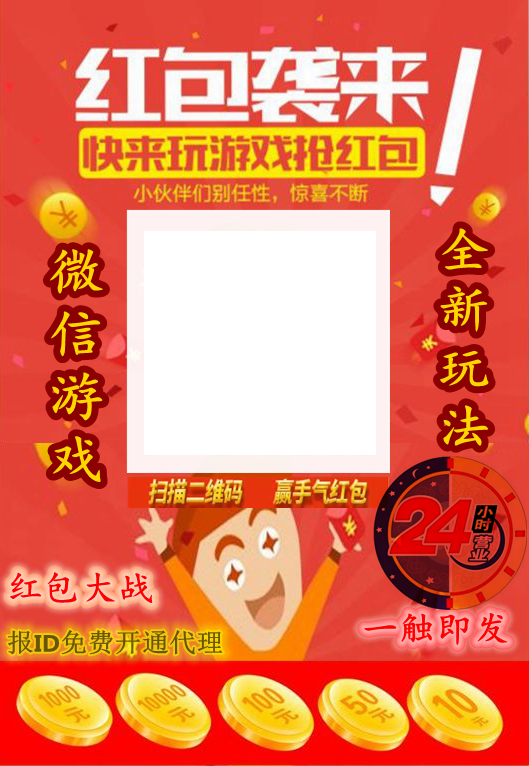 红包袭来!
快来玩游戏抢红包
小伙伴们别任性，惊喜不断
微信游戏
全新玩法
扫描二维码 赢手气红包
24小时营业
红包大战
一触即发
报ID免费开通代理
1000元
10000元
100元
50元
10元